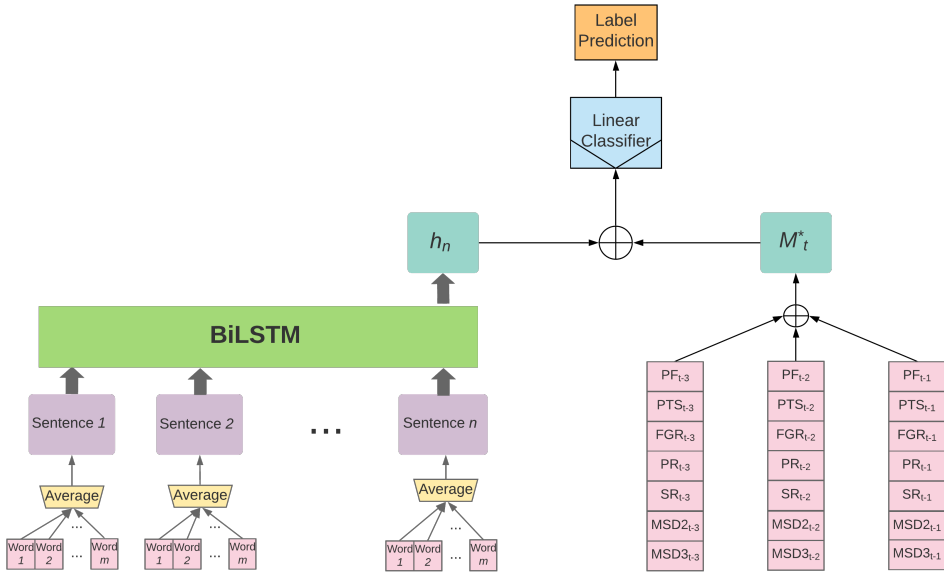 Label
Prediction
Linear
Classifier
h_n
M*_t
BiLSTM
Sentence 1
Sentence 2
...
Sentence n
Average
Average
Average
...
...
...
Word 1
Word 2
...
Word m
Word 1
Word 2
...
Word m
Word 1
Word 2
...
Word m
PF_t-3
PTS_t-3
FGR_t-3
PR_t-3
SR_t-3
MSD2_t-3
MSD3_t-3
PF_t-2
PTS_t-2
FGR_t-2
PR_t-2
SR_t-2
MSD2_t-2
MSD3_t-2
PF_t-1
PTS_t-1
FGR_t-1
PR_t-1
SR_t-1
MSD2_t-1
MSD3_t-1